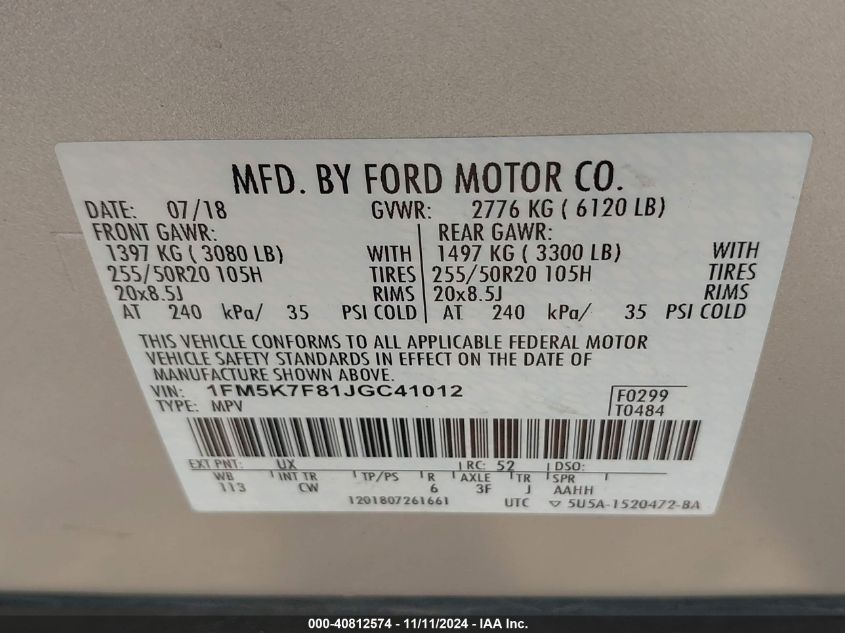 MFD. BY FORD MOTOR CO.
DATE: 07/18 GVWR: 2776 KG ( 6120 LB)
FRONT GAWR: REAR GAWR:
1397 KG ( 3080 LB) WITH 1497 KG ( 3300 LB) WITH
255/50R20 105H TIRES 255/50R20 105H TIRES
20x8.5J RIMS 20x8.5J RIMS
AT 240 kPa/ 35 PSI COLD AT 240 kPa/ 35 PSI COLD
THIS VEHICLE CONFORMS TO ALL APPLICABLE FEDERAL MOTOR
VEHICLE SAFETY STANDARDS IN EFFECT ON THE DATE OF
MANUFACTURE SHOWN ABOVE.
VIN: 1FM5K7F81JGC41012 F0299
TYPE: MPV T0484
EXT PNT: UX RC: 52 DSO:
WB INT TR TP/PS R AXLE TR SPR
113 CW 6 3F J AAHH
1201807261661 UTC ▽ 5U5A-1520472-BA
000-40812574 - 11/11/2024 - IAA Inc.